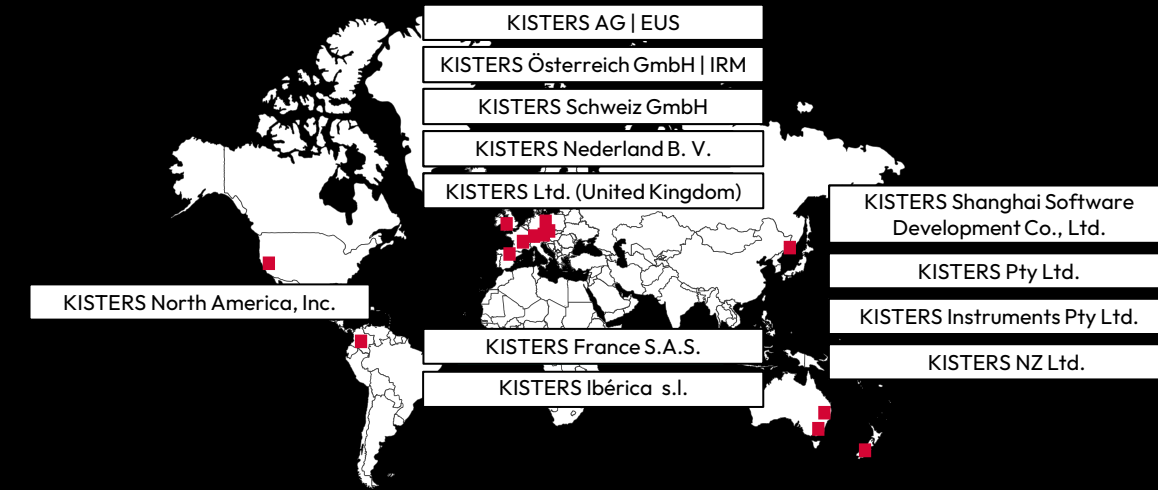 KISTERS AG | EUS
KISTERS Österreich GmbH | IRM
KISTERS Schweiz GmbH
KISTERS Nederland B. V.
KISTERS Ltd. (United Kingdom)
KISTERS Shanghai Software
Development Co., Ltd.
KISTERS Pty Ltd.
KISTERS North America, Inc.
KISTERS Instruments Pty Ltd.
KISTERS France S.A.S.
KISTERS NZ Ltd.
KISTERS Ibérica s.l.